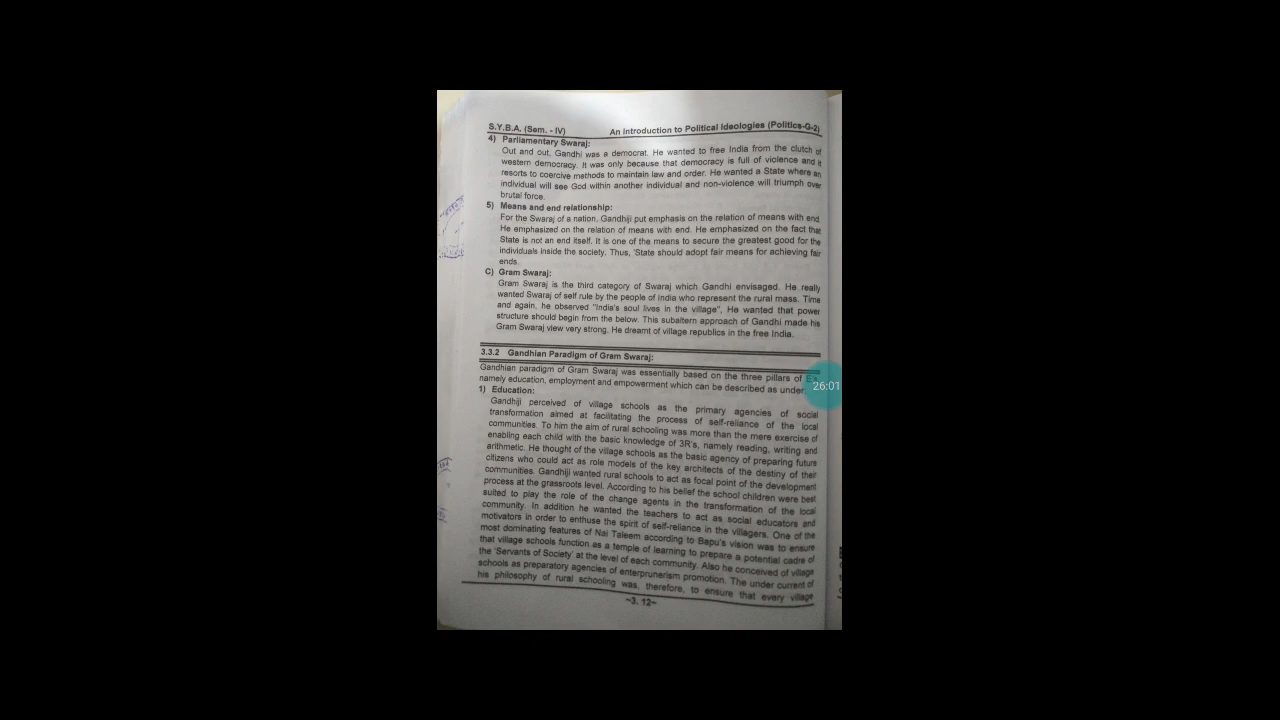 S.Y.B.A. (Sem. - IV) An Introduction to Political Ideologies (Politics-G-2)
4) Parliamentary Swaraj:
Out and out, Gandhi was a democrat. He wanted to free India from the clutch of
western democracy. It was only because that democracy is full of violence and it
resorts to coercive methods to maintain law and order. He wanted a State where an
individual will see God within another individual and non-violence will triumph over
brutal force.
5) Means and end relationship:
For the Swaraj of a nation, Gandhiji put emphasis on the relation of means with end.
He emphasized on the relation of means with end. He emphasized on the fact that
State is not an end itself. It is one of the means to secure the greatest good for the
individuals inside the society. Thus, 'State should adopt fair means for achieving fair
ends.
C) Gram Swaraj:
Gram Swaraj is the third category of Swaraj which Gandhi envisaged. He really
wanted Swaraj of self rule by the people of India who represent the rural mass. Time
and again, he observed "India's soul lives in the village". He wanted that power
structure should begin from the below. This subaltern approach of Gandhi made his
Gram Swaraj view very strong. He dreamt of village republics in the free India.
3.3.2 Gandhian Paradigm of Gram Swaraj:
Gandhian paradigm of Gram Swaraj was essentially based on the three pillars of
namely education, employment and empowerment which can be described as under:
1) Education:
Gandhiji perceived of village schools as the primary agencies of social
transformation aimed at facilitating the process of self-reliance of the local
communities. To him the aim of rural schooling was more than the mere exercise of
enabling each child with the basic knowledge of 3R's, namely reading, writing and
arithmetic. He thought of the village schools as the basic agency of preparing future
citizens who could act as role models of the key architects of the destiny of their
communities. Gandhiji wanted rural schools to act as focal point of the development
process at the grassroots level. According to his belief the school children were best
suited to play the role of the change agents in the transformation of the local
community. In addition he wanted the teachers to act as social educators and
motivators in order to enthuse the spirit of self-reliance in the villagers. One of the
most dominating features of Nai Taleem according to Bapu's vision was to ensure
that village schools function as a temple of learning to prepare a potential cadre of
the 'Servants of Society' at the level of each community. Also he conceived of village
schools as preparatory agencies of enterprunerism promotion. The under current of
his philosophy of rural schooling was, therefore, to ensure that every village
~3. 12~
26:01